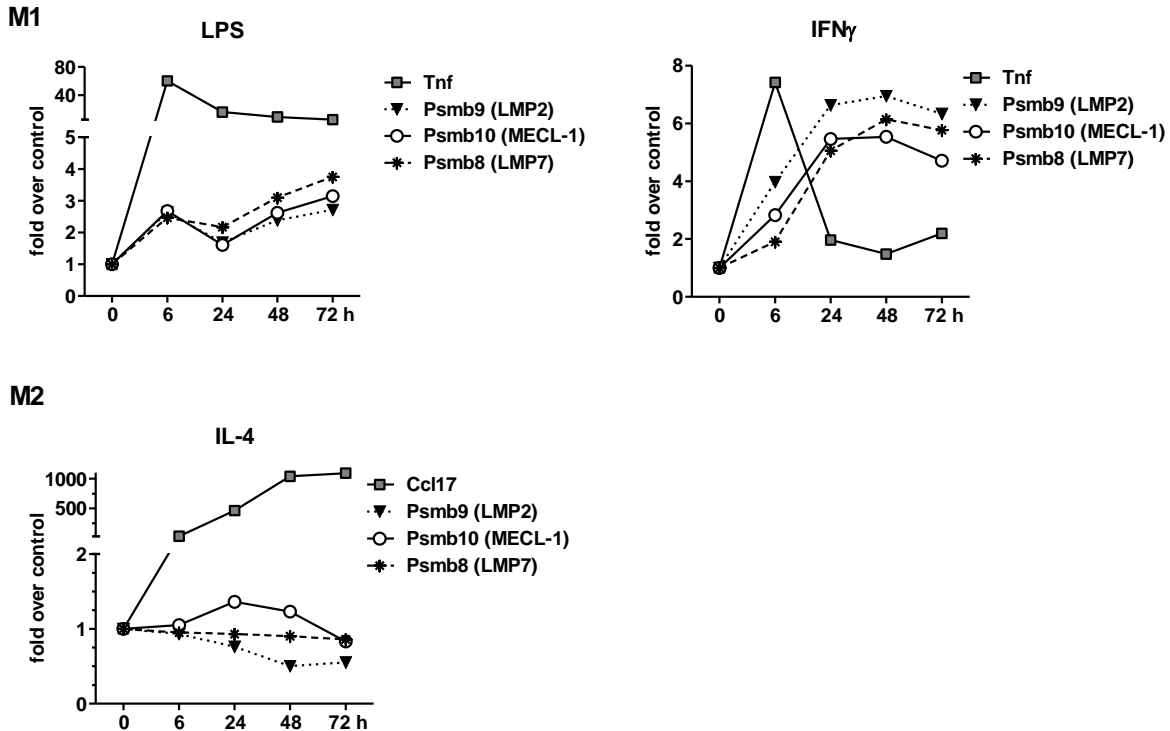 M1
LPS
fold over control
80
40
5
4
3
2
1
0
0 6 24 48 72 h
Tnf
Psmb9 (LMP2)
Psmb10 (MECL-1)
Psmb8 (LMP7)
IFNγ
fold over control
8
6
4
2
0
0 6 24 48 72 h
Tnf
Psmb9 (LMP2)
Psmb10 (MECL-1)
Psmb8 (LMP7)
M2
IL-4
fold over control
1000
500
2
1
0
0 6 24 48 72 h
Ccl17
Psmb9 (LMP2)
Psmb10 (MECL-1)
Psmb8 (LMP7)